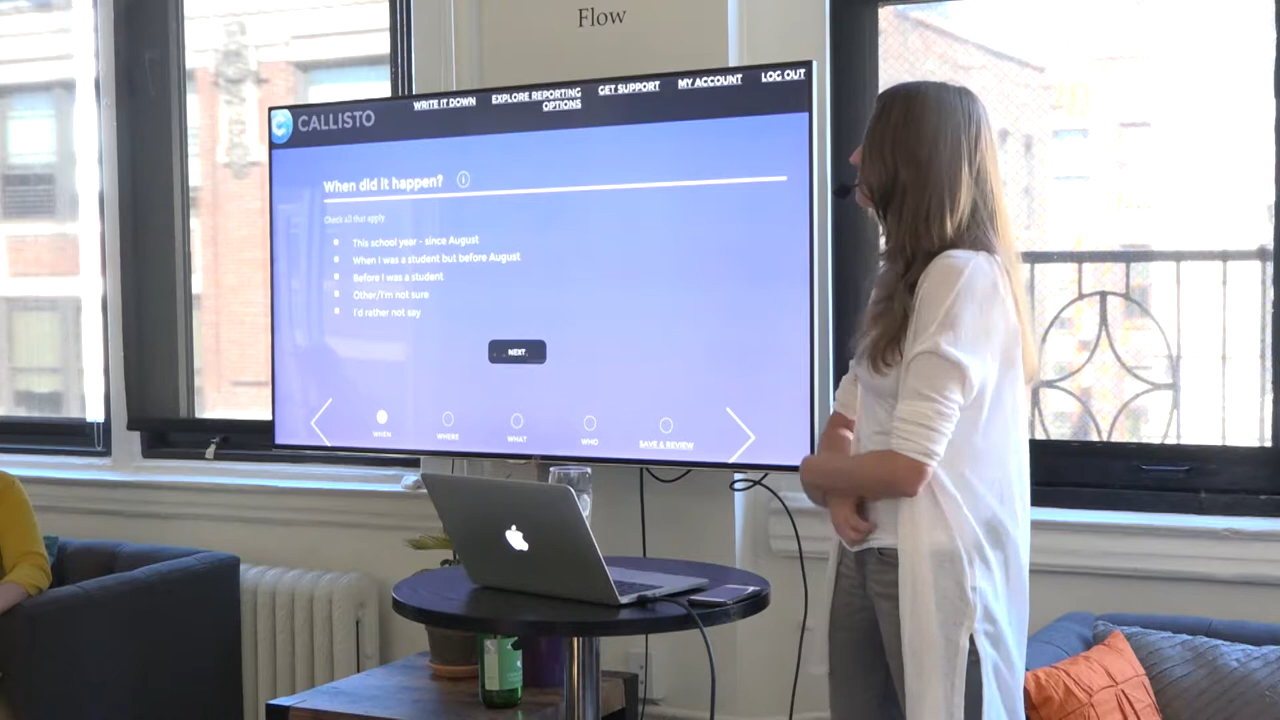 Flow
WRITE IT DOWN
EXPLORE REPORTING
OPTIONS
GET SUPPORT
MY ACCOUNT
LOG OUT
CALLISTO
When did it happen?
Check all that apply
This school year - since August
When I was a student but before August
Before I was a student
Other/I'm not sure
I'd rather not say
NEXT
WHEN
WHERE
WHAT
WHO
SAVE & REVIEW